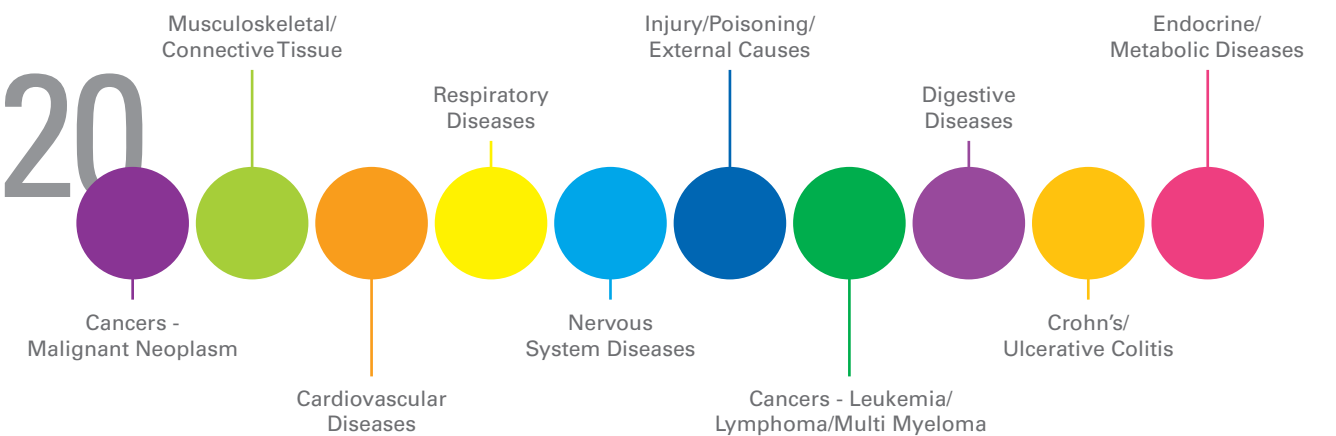 20
Musculoskeletal/
Connective Tissue
Injury/Poisoning/
External Causes
Endocrine/
Metabolic Diseases
Respiratory
Diseases
Digestive
Diseases
Cancers -
Malignant Neoplasm
Nervous
System Diseases
Crohn's/
Ulcerative Colitis
Cardiovascular
Diseases
Cancers - Leukemia/
Lymphoma/Multi Myeloma